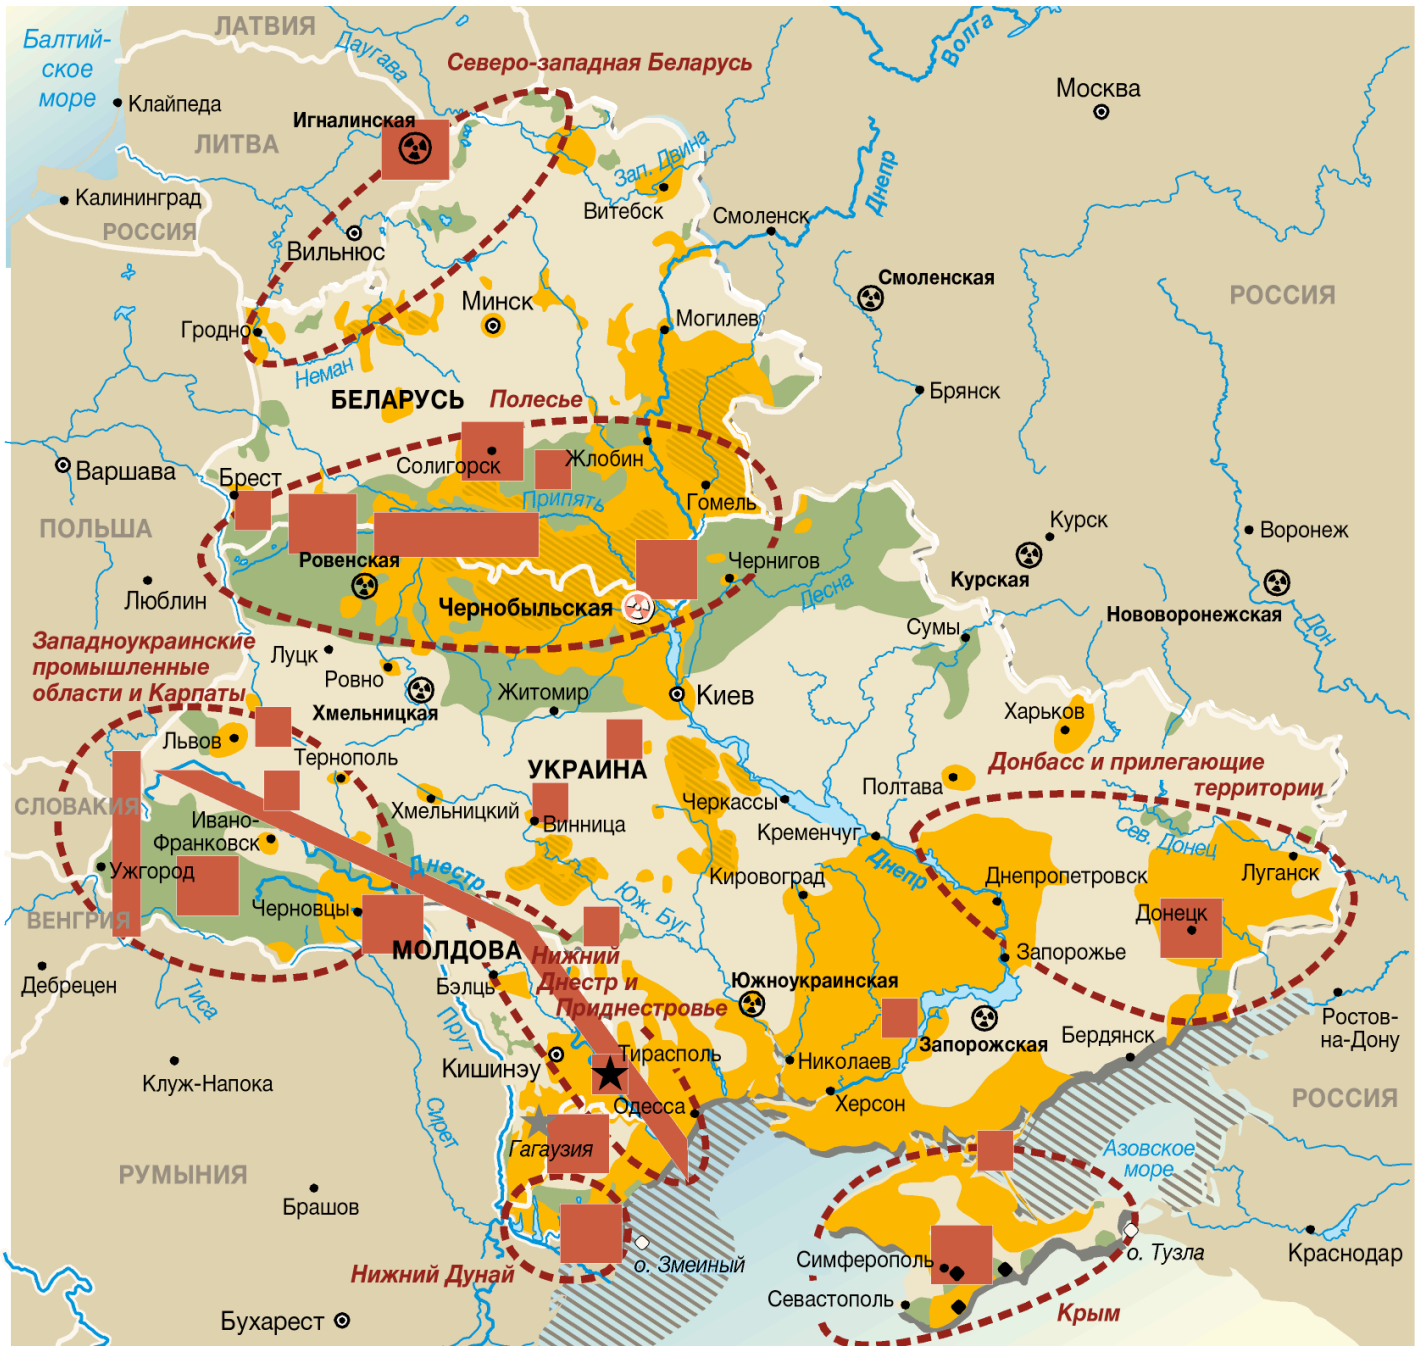 ЛАТВИЯ
Балтий-
ское
море
Даугава
Северо-западная Беларусь
Волга
Москва
Клайпеда
Игналинская
ЛИТВА
Зап. Двина
Днепр
Калининград
РОССИЯ
Витебск
Смоленск
Вильнюс
Смоленская
РОССИЯ
Минск
Гродно
Могилев
Неман
БЕЛАРУСЬ
Полесье
Брянск
Варшава
Брест
Солигорск
Жлобин
Припять
Гомель
ПОЛЬША
Курск
Воронеж
Ровенская
Чернигов
Курская
Люблин
Чернобыльская
Десна
Нововоронежская
Дон
Западноукраинские
промышленные
области и Карпаты
Сумы
Луцк
Ровно
Житомир
Киев
Хмельницкая
Харьков
Львов
Тернополь
УКРАИНА
Донбасс и прилегающие
территории
Полтава
СЛОВАКИЯ
Хмельницкий
Черкассы
Ивано-
Франковск
Винница
Кременчуг
Сев. Донец
Днестр
Днепр
Ужгород
Луганск
Кировоград
Днепропетровск
Юж. Буг
ВЕНГРИЯ
Черновцы
Донецк
МОЛДОВА
Нижний
Днестр и
Приднестровье
Запорожье
Дебрецен
Бэлць
Южноукраинская
Тиса
Прут
Ростов-
на-Дону
Запорожская
Бердянск
Тирасполь
Кишинэу
Николаев
Клуж-Напока
Одесса
Херсон
РОССИЯ
Сирет
Гагаузия
Азовское
море
РУМЫНИЯ
Брашов
Симферополь
о. Тузла
Краснодар
о. Змеиный
Нижний Дунай
Севастополь
Крым
Бухарест